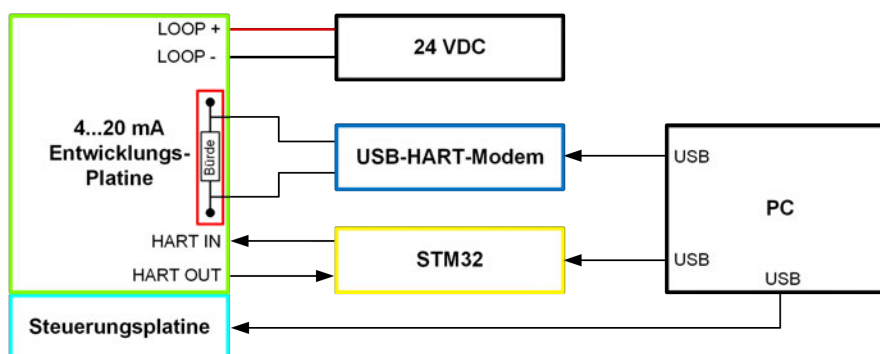 LOOP +
LOOP -
24 VDC
4...20 mA
Entwicklungs-
Platine
Bürde
USB-HART-Modem
USB
PC
HART IN
HART OUT
STM32
USB
USB
Steuerungsplatine